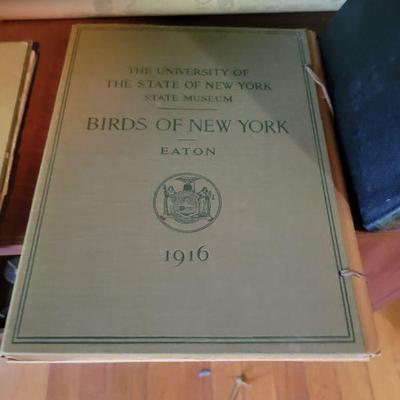 THE UNIVERSITY OF
THE STATE OF NEW YORK
STATE MUSEUM
BIRDS OF NEW YORK
EATON
1916